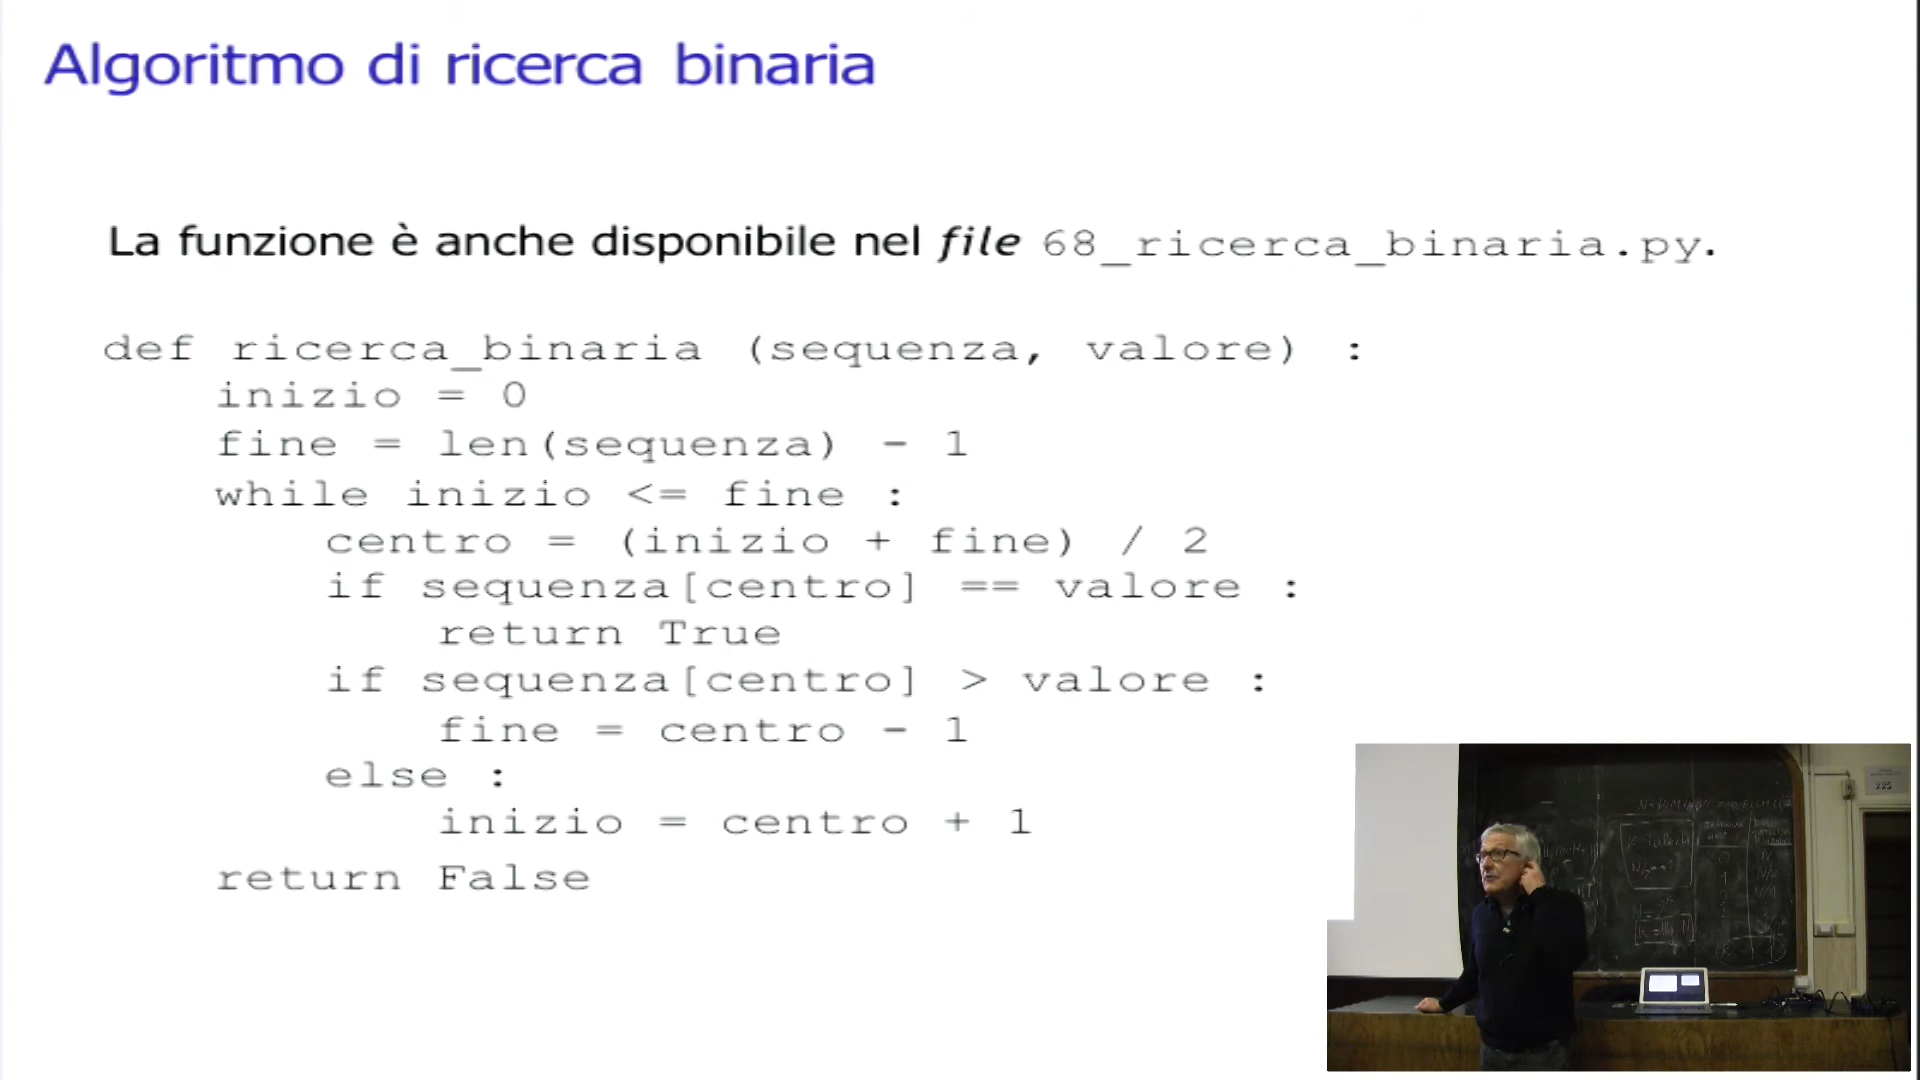 Algoritmo di ricerca binaria
La funzione è anche disponibile nel file 68_ricerca_binaria.py.
def ricerca_binaria (sequenza, valore) :
    inizio = 0
    fine = len(sequenza) - 1
    while inizio <= fine :
        centro = (inizio + fine) / 2
        if sequenza[centro] == valore :
            return True
        if sequenza[centro] > valore :
            fine = centro - 1
        else :
            inizio = centro + 1
    return False
225